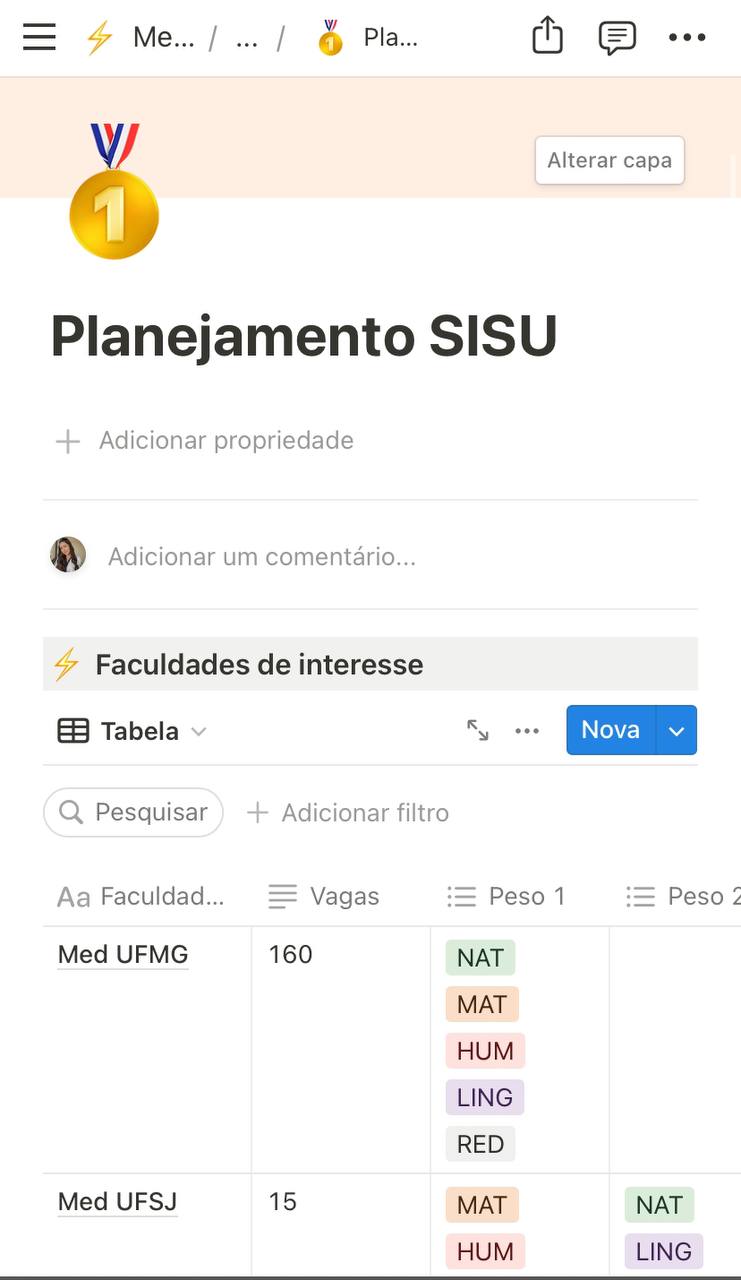 Me... / ... / Pla...
1
Alterar capa
Planejamento SISU
Adicionar propriedade
Adicionar um comentário...
Faculdades de interesse
Tabela
Nova
Pesquisar
Adicionar filtro
Aa Faculdad... Vagas Peso 1 Peso 2
Med UFMG 160 NAT
MAT
HUM
LING
RED
Med UFSJ 15 MAT NAT
HUM LING